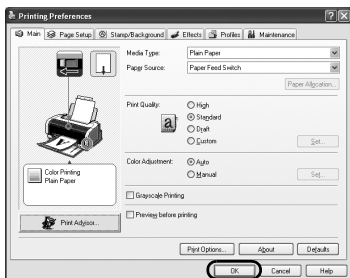 Printing Preferences
Main Page Setup Stamp/Background Effects Profiles Maintenance
Media Type: Plain Paper
Paper Source: Paper Feed Switch
Paper Allocation...
Print Quality: High
Standard
Draft
Custom Set...
Color Adjustment: Auto
Manual Set...
Color Printing
Plain Paper
Grayscale Printing
Preview before printing
Print Advisor...
Print Options... About Defaults
OK Cancel Help